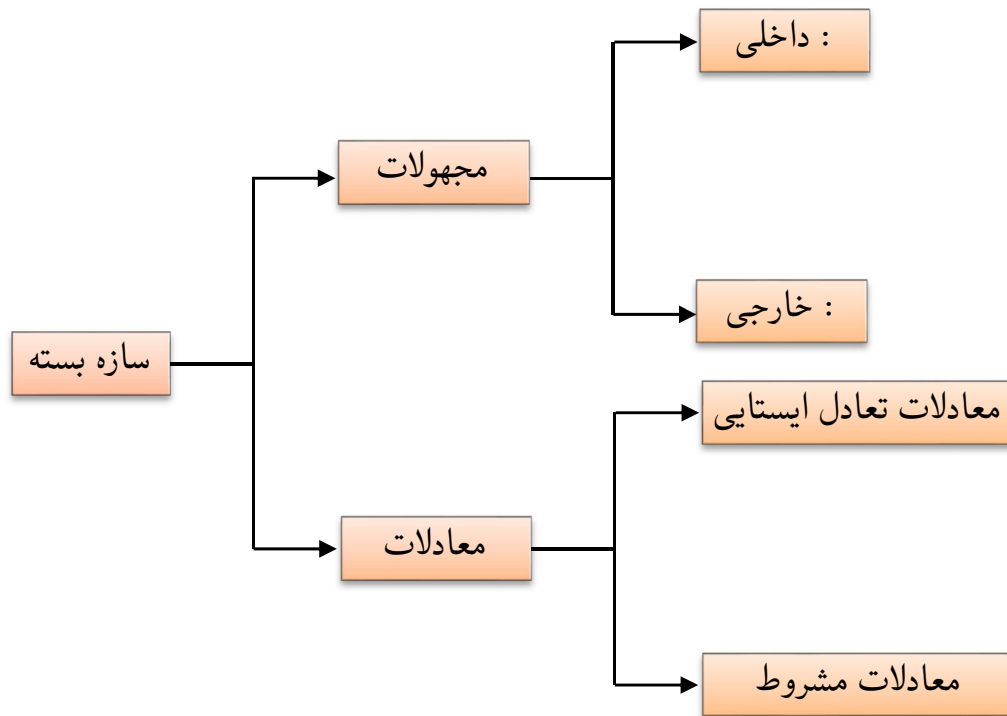 داخلی :
مجهولات
خارجی :
سازه بسته
معادلات تعادل ایستایی
معادلات
معادلات مشروط